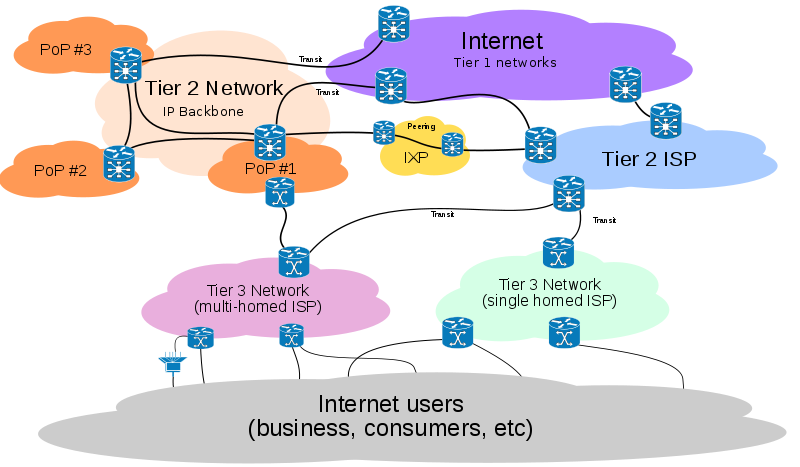 Internet
Tier 1 networks
PoP #3
Transit
Tier 2 Network
IP Backbone
Transit
Peering
IXP
Tier 2 ISP
PoP #2
PoP #1
Transit
Transit
Tier 3 Network
(multi-homed ISP)
Tier 3 Network
(single homed ISP)
Internet users
(business, consumers, etc)